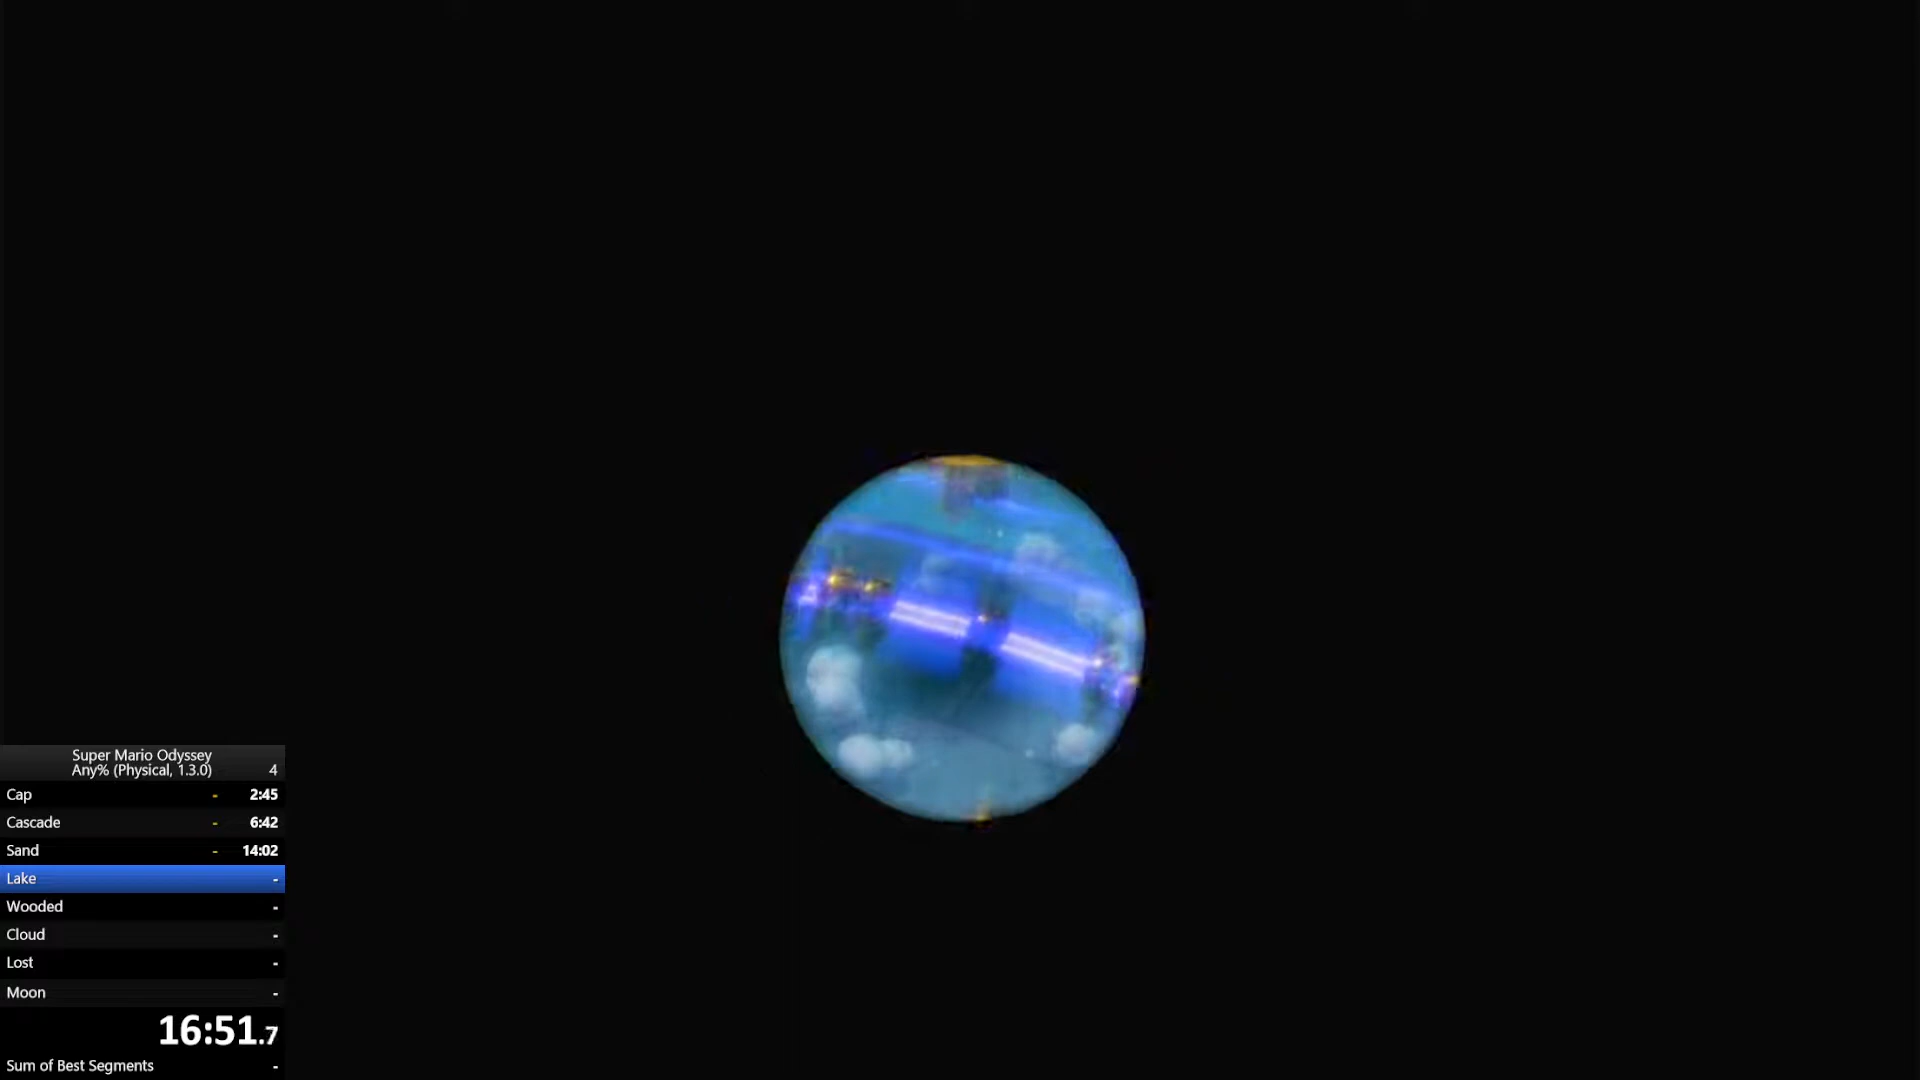 Super Mario Odyssey
Any% (Physical, 1.3.0) 4
Cap - 2:45
Cascade - 6:42
Sand - 14:02
Lake -
Wooded -
Cloud -
Lost -
Moon -
16:51.7
Sum of Best Segments -